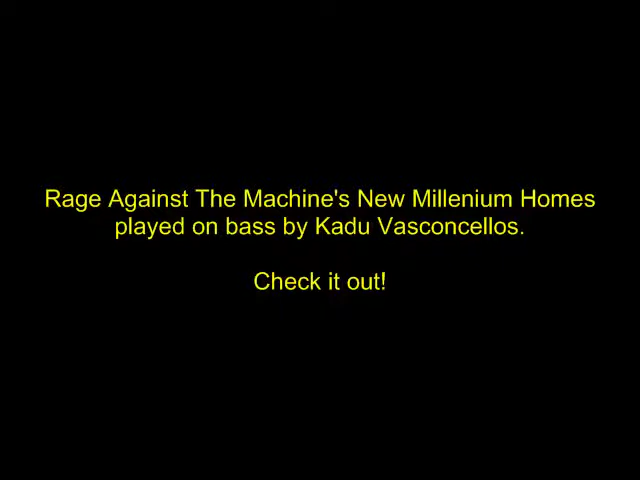 Rage Against The Machine's New Millenium Homes
played on bass by Kadu Vasconcellos.
Check it out!